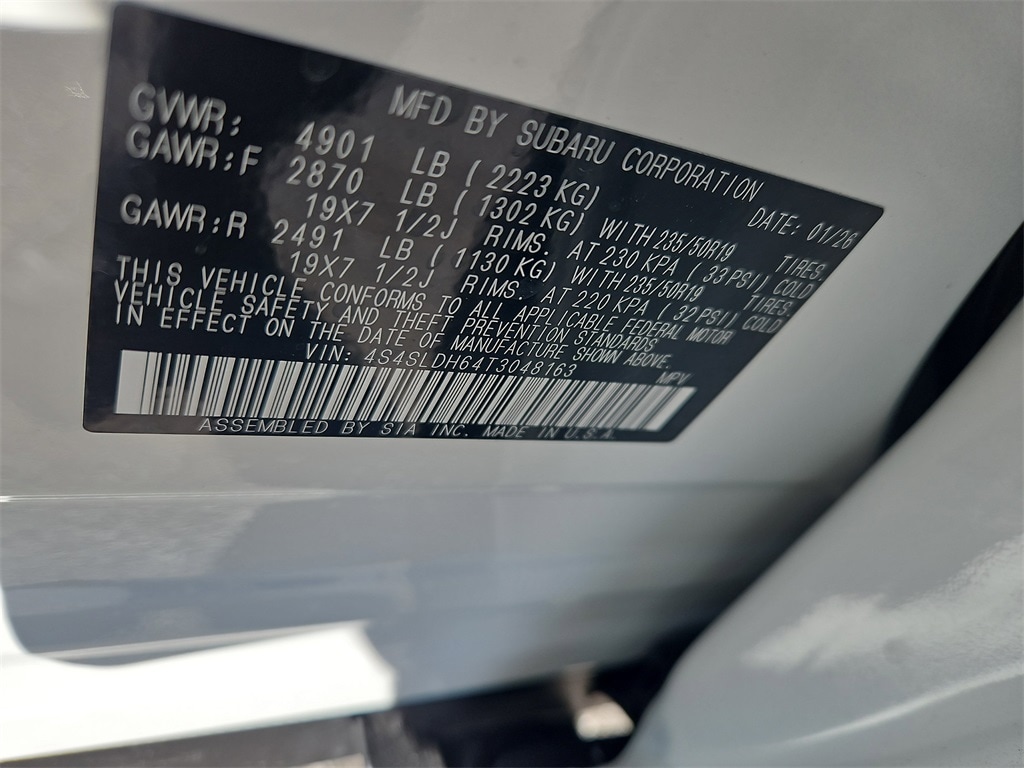 MFD BY SUBARU CORPORATION DATE: 01/26
GVWR: 4901 LB (2223 KG)
GAWR:F 2870 LB (1302 KG) WITH 235/50R19 TIRES,
19X7 1/2J RIMS. AT 230 KPA (33 PSI) COLD
GAWR:R 2491 LB (1130 KG) WITH 235/50R19 TIRES,
19X7 1/2J RIMS. AT 220 KPA (32 PSI) COLD
THIS VEHICLE CONFORMS TO ALL APPLICABLE FEDERAL MOTOR
VEHICLE SAFETY AND THEFT PREVENTION STANDARDS
IN EFFECT ON THE DATE OF MANUFACTURE SHOWN ABOVE.
VIN: 4S4SLDH64T3048163 MPV
ASSEMBLED BY SIA INC. MADE IN U.S.A.